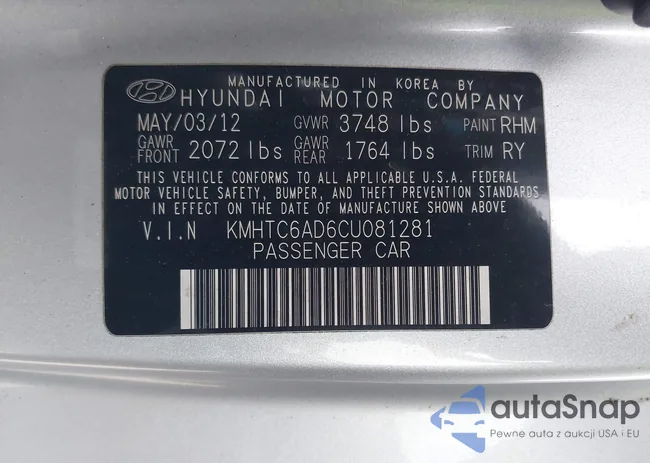 MANUFACTURED IN KOREA BY
HYUNDAI MOTOR COMPANY
MAY/03/12 GVWR 3748 lbs PAINT RHM
GAWR FRONT 2072 lbs GAWR REAR 1764 lbs TRIM RY
THIS VEHICLE CONFORMS TO ALL APPLICABLE U.S.A. FEDERAL
MOTOR VEHICLE SAFETY, BUMPER, AND THEFT PREVENTION STANDARDS
IN EFFECT ON THE DATE OF MANUFACTURE SHOWN ABOVE
V.I.N KMHTC6AD6CU081281
PASSENGER CAR
autoSnap
Pewne auta z aukcji USA i EU